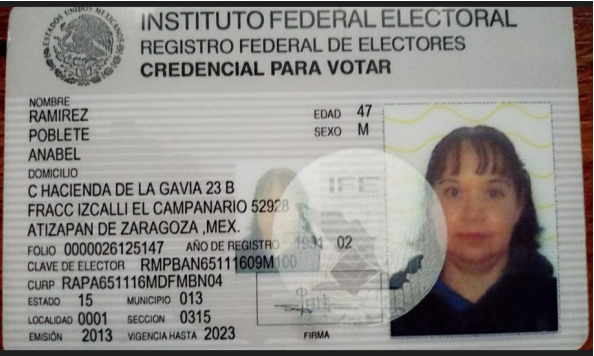 ESTADOS UNIDOS MEXICANOS
INSTITUTO FEDERAL ELECTORAL
REGISTRO FEDERAL DE ELECTORES
CREDENCIAL PARA VOTAR
NOMBRE
RAMIREZ
POBLETE
ANABEL
EDAD 47
SEXO M
DOMICILIO
C HACIENDA DE LA GAVIA 23 B
FRACC IZCALLI EL CAMPANARIO 52928
ATIZAPAN DE ZARAGOZA ,MEX.
FOLIO 0000026125147 AÑO DE REGISTRO 1991 02
CLAVE DE ELECTOR RMPBAN65111609M100
CURP RAPA651116MDFMBN04
ESTADO 15 MUNICIPIO 013
LOCALIDAD 0001 SECCION 0315
EMISIÓN 2013 VIGENCIA HASTA 2023
FIRMA
IFE